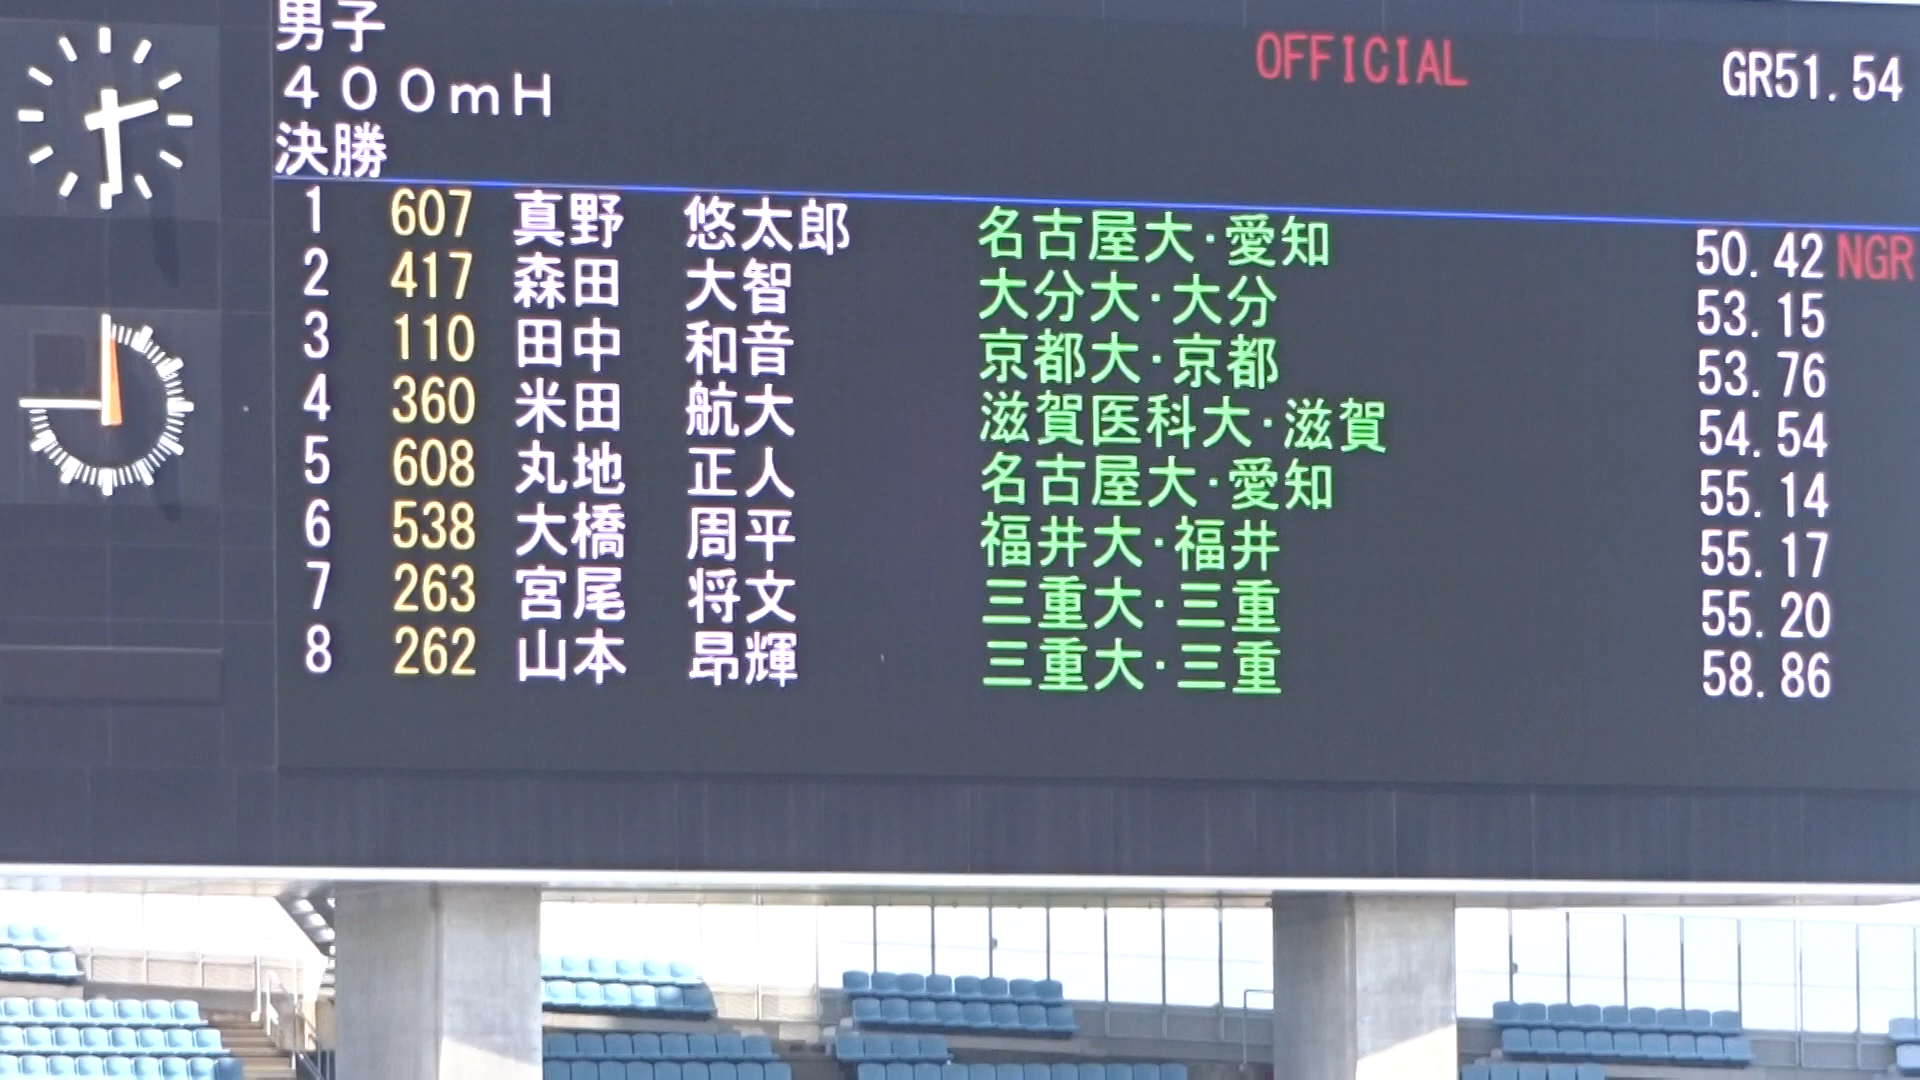 男子
４００ｍＨ
決勝
OFFICIAL
GR51.54
1 607 真野 悠太郎 名古屋大･愛知 50.42 NGR
2 417 森田 大智 大分大･大分 53.15
3 110 田中 和音 京都大･京都 53.76
4 360 米田 航大 滋賀医科大･滋賀 54.54
5 608 丸地 正人 名古屋大･愛知 55.14
6 538 大橋 周平 福井大･福井 55.17
7 263 宮尾 将文 三重大･三重 55.20
8 262 山本 昂輝 三重大･三重 58.86